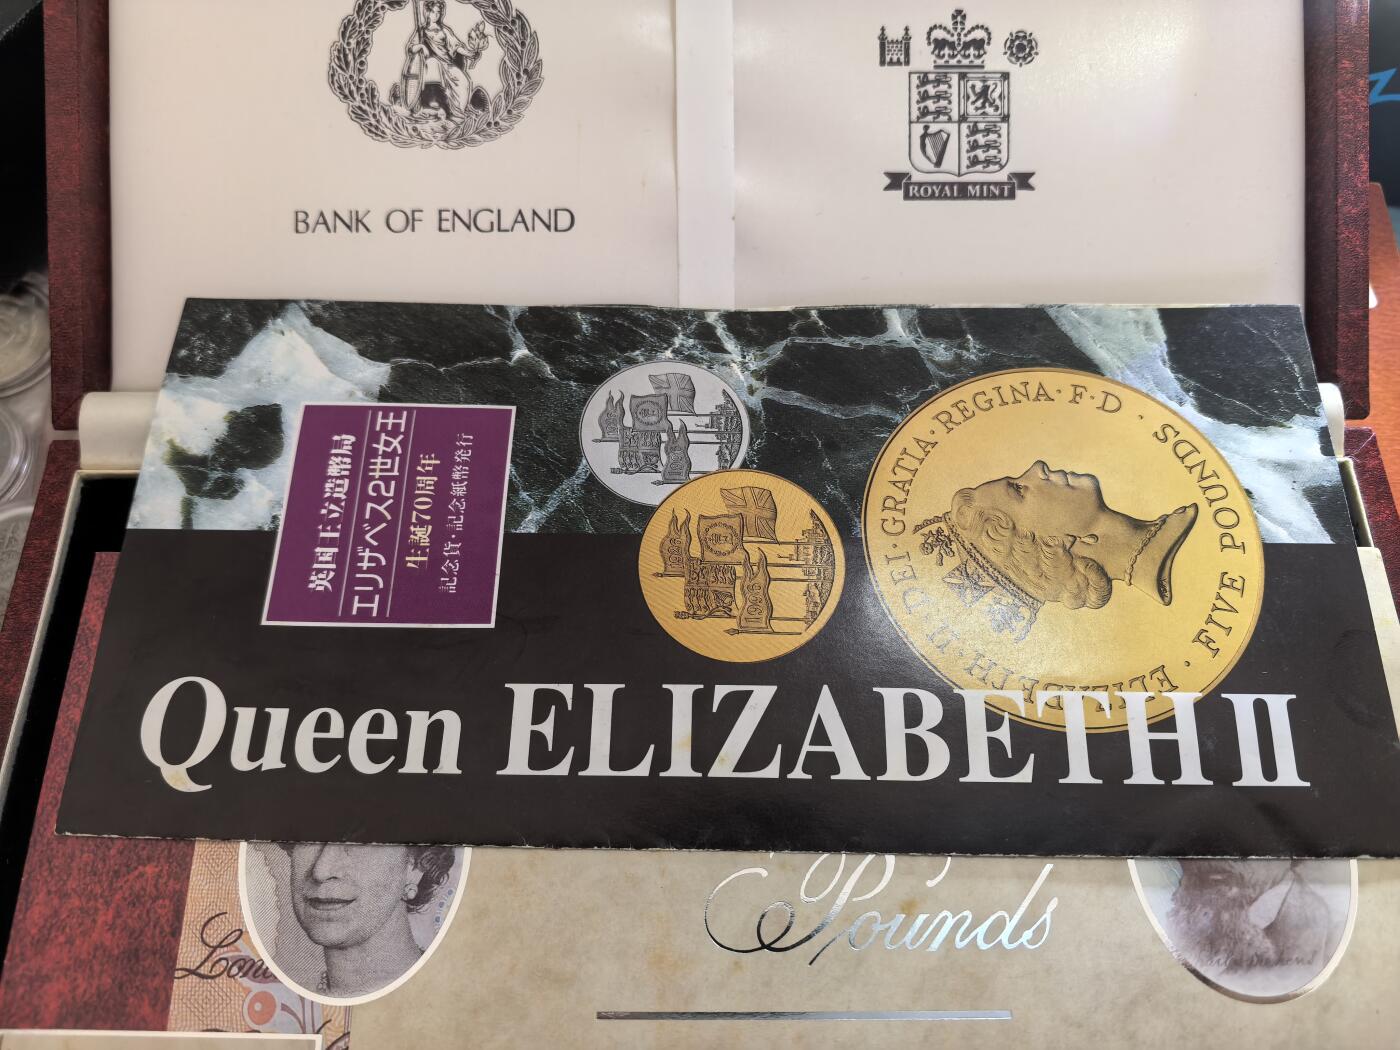 BANK OF ENGLAND
ROYAL MINT
英国王立造幣局
エリザベス2世女王
生誕70周年
記念貨・記念紙幣発行
1926
1996
ELIZABETH·II·DEI·GRATIA·REGINA·F·D · FIVE POUNDS ·
Queen ELIZABETH II
Pounds